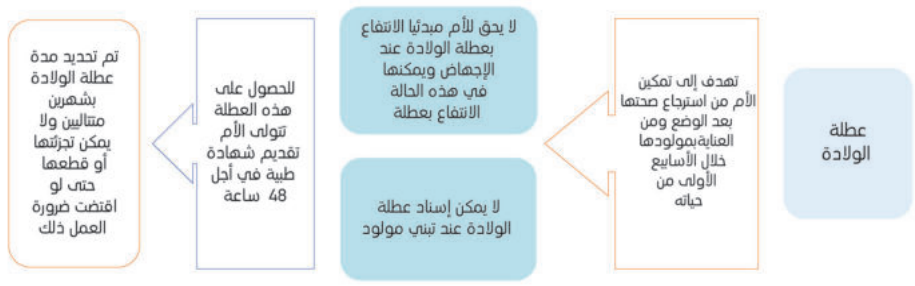 عطلة
الولادة
تهدف إلى تمكين
الأم من استرجاع صحتها
بعد الوضع ومن
العنايةبمولودها
خلال الأسابيع
الأولى من
حياته
لا يحق للأم مبدئيا الانتفاع
بعطلة الولادة عند
الإجهاض ويمكنها
في هذه الحالة
الانتفاع بعطلة
لا يمكن إسناد عطلة
الولادة عند تبني مولود
للحصول على
هذه العطلة
تتولى الأم
تقديم شهادة
طبية في أجل
48 ساعة
تم تحديد مدة
عطلة الولادة
بشهرين
متتاليين ولا
يمكن تجزئتها
أو قطعها
حتى لو
اقتضت ضرورة
العمل ذلك